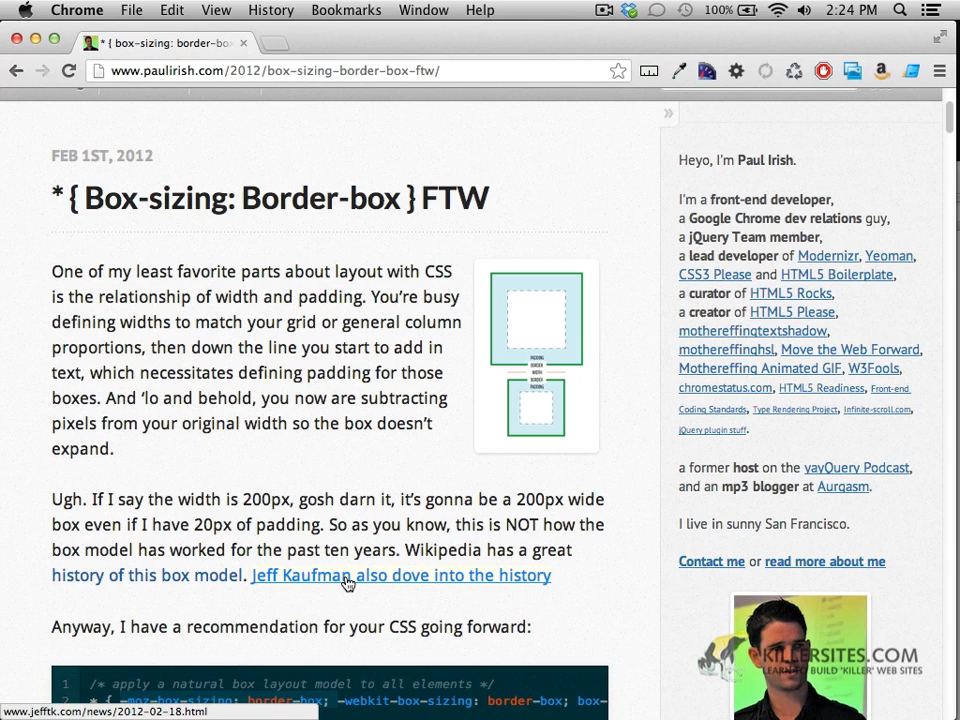 Chrome File Edit View History Bookmarks Window Help 100% 2:24 PM
* { box-sizing: border-bo
www.paulirish.com/2012/box-sizing-border-box-ftw/
FEB 1ST, 2012
* { Box-sizing: Border-box } FTW
One of my least favorite parts about layout with CSS
is the relationship of width and padding. You’re busy
defining widths to match your grid or general column
proportions, then down the line you start to add in
text, which necessitates defining padding for those
boxes. And ‘lo and behold, you now are subtracting
pixels from your original width so the box doesn’t
expand.
PADDING
BORDER
WIDTH
BORDER
PADDING
Ugh. If I say the width is 200px, gosh darn it, it’s gonna be a 200px wide
box even if I have 20px of padding. So as you know, this is NOT how the
box model has worked for the past ten years. Wikipedia has a great
history of this box model. Jeff Kaufman also dove into the history
Anyway, I have a recommendation for your CSS going forward:
1 /* apply a natural box layout model to all elements */
2 * { -moz-box-sizing: border-box; -webkit-box-sizing: border-box; box-
www.jefftk.com/news/2012-02-18.html
»
Heyo, I’m Paul Irish.
I’m a front-end developer,
a Google Chrome dev relations guy,
a jQuery Team member,
a lead developer of Modernizr, Yeoman,
CSS3 Please and HTML5 Boilerplate,
a curator of HTML5 Rocks,
a creator of HTML5 Please,
mothereffingtextshadow,
mothereffinghsl, Move the Web Forward,
Mothereffing Animated GIF, W3Fools,
chromestatus.com, HTML5 Readiness, Front-end
Coding Standards, Type Rendering Project, Infinite-scroll.com,
jQuery plugin stuff.
a former host on the yayQuery Podcast,
and an mp3 blogger at Aurgasm.
I live in sunny San Francisco.
Contact me or read more about me
KILLERSITES.COM
LEARN TO BUILD 'KILLER' WEB SITES